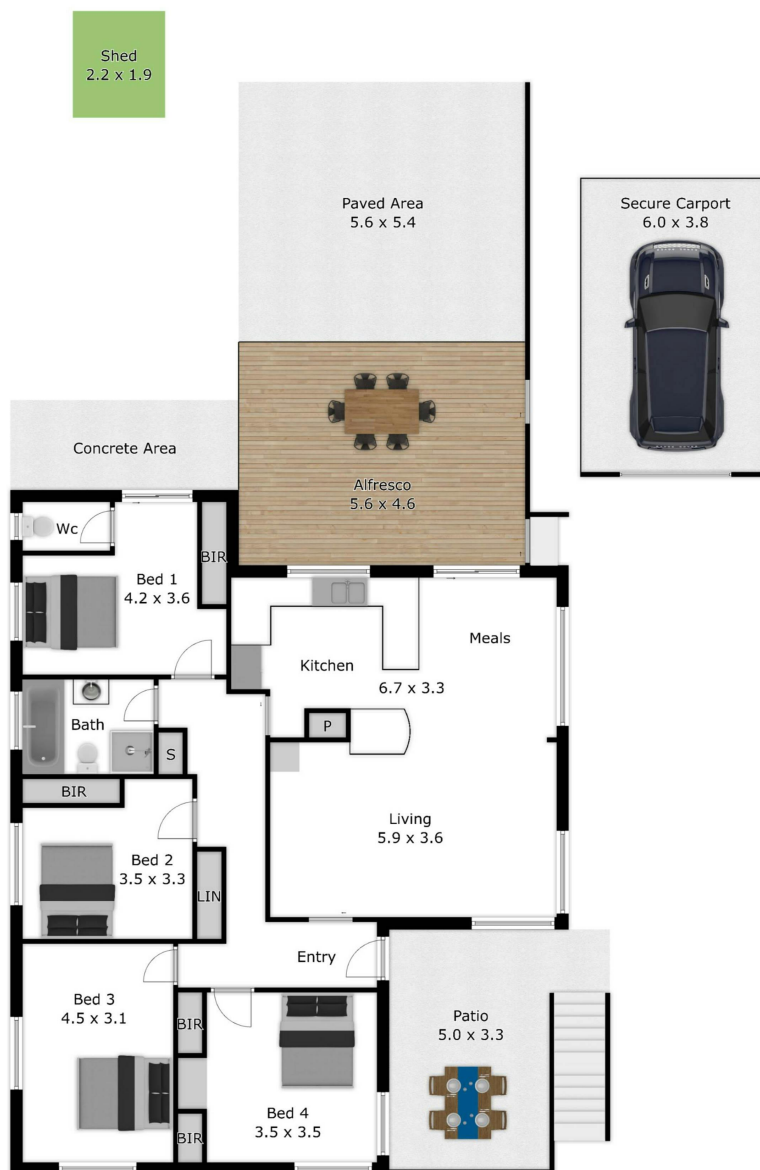 Shed
2.2 x 1.9
Paved Area
5.6 x 5.4
Secure Carport
6.0 x 3.8
Concrete Area
Alfresco
5.6 x 4.6
Wc
BIR
Bed 1
4.2 x 3.6
Meals
Kitchen
6.7 x 3.3
Bath
P
S
BIR
Living
5.9 x 3.6
Bed 2
3.5 x 3.3
LIN
Entry
Bed 3
4.5 x 3.1
BIR
Patio
5.0 x 3.3
Bed 4
3.5 x 3.5
BIR